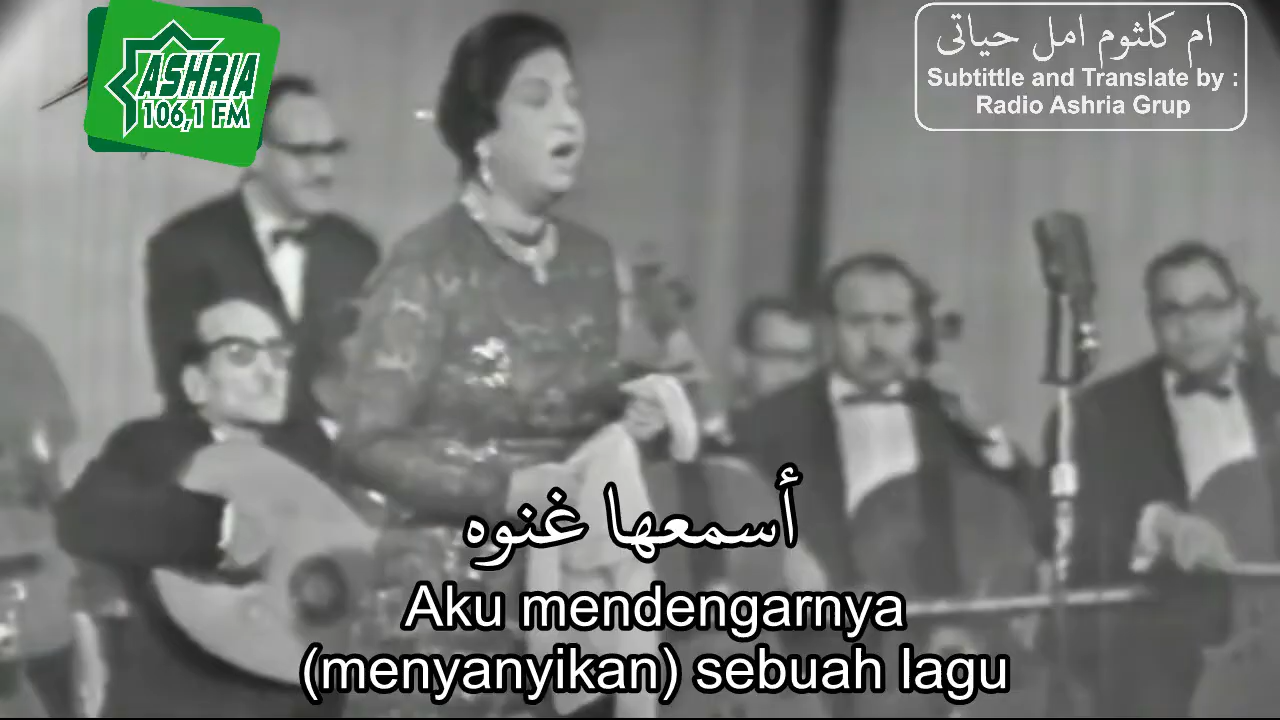 ASHRIA
106,1 FM
ام كلثوم امل حياتى
Subtittle and Translate by :
Radio Ashria Grup
أسمعها غنوه
Aku mendengarnya
(menyanyikan) sebuah lagu